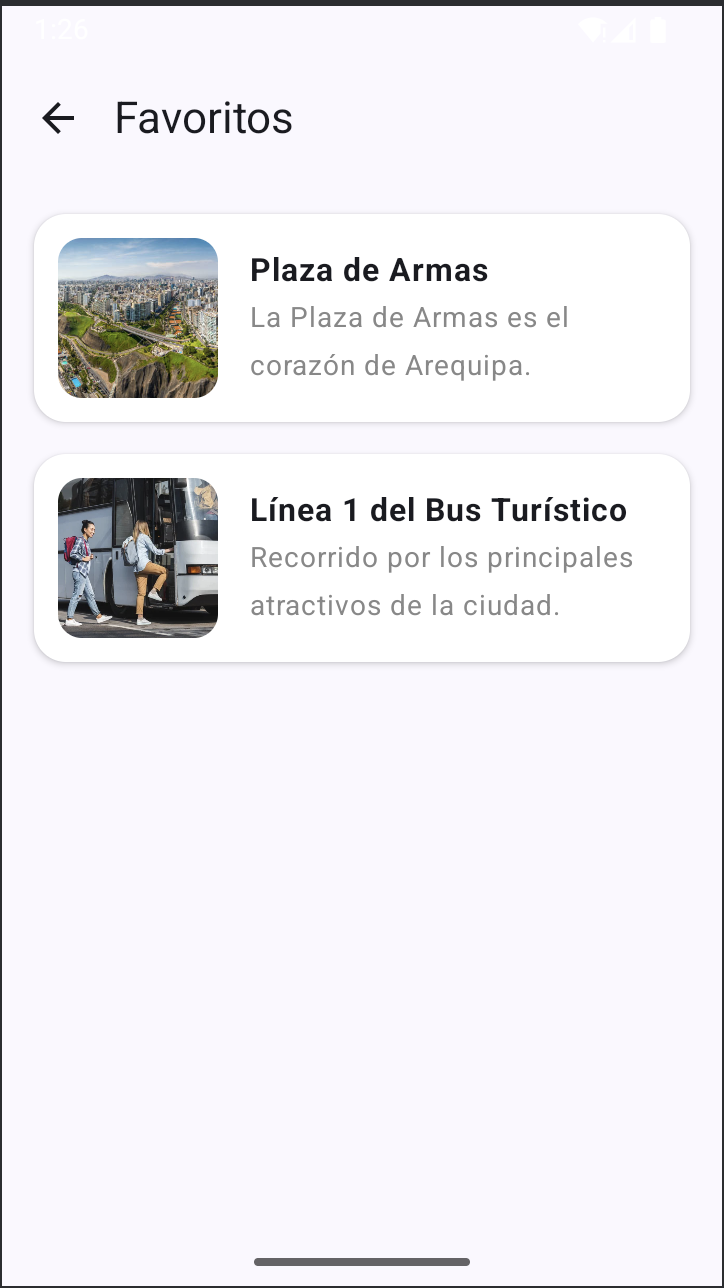 1:26
Favoritos
Plaza de Armas
La Plaza de Armas es el
corazón de Arequipa.
Línea 1 del Bus Turístico
Recorrido por los principales
atractivos de la ciudad.